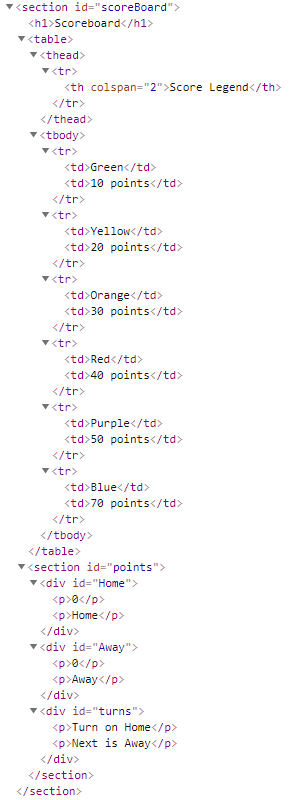 <section id="scoreBoard">
<h1>Scoreboard</h1>
<table>
<thead>
<tr>
<th colspan="2">Score Legend</th>
</tr>
</thead>
<tbody>
<tr>
<td>Green</td>
<td>10 points</td>
</tr>
<tr>
<td>Yellow</td>
<td>20 points</td>
</tr>
<tr>
<td>Orange</td>
<td>30 points</td>
</tr>
<tr>
<td>Red</td>
<td>40 points</td>
</tr>
<tr>
<td>Purple</td>
<td>50 points</td>
</tr>
<tr>
<td>Blue</td>
<td>70 points</td>
</tr>
</tbody>
</table>
<section id="points">
<div id="Home">
<p>0</p>
<p>Home</p>
</div>
<div id="Away">
<p>0</p>
<p>Away</p>
</div>
<div id="turns">
<p>Turn on Home</p>
<p>Next is Away</p>
</div>
</section>
</section>